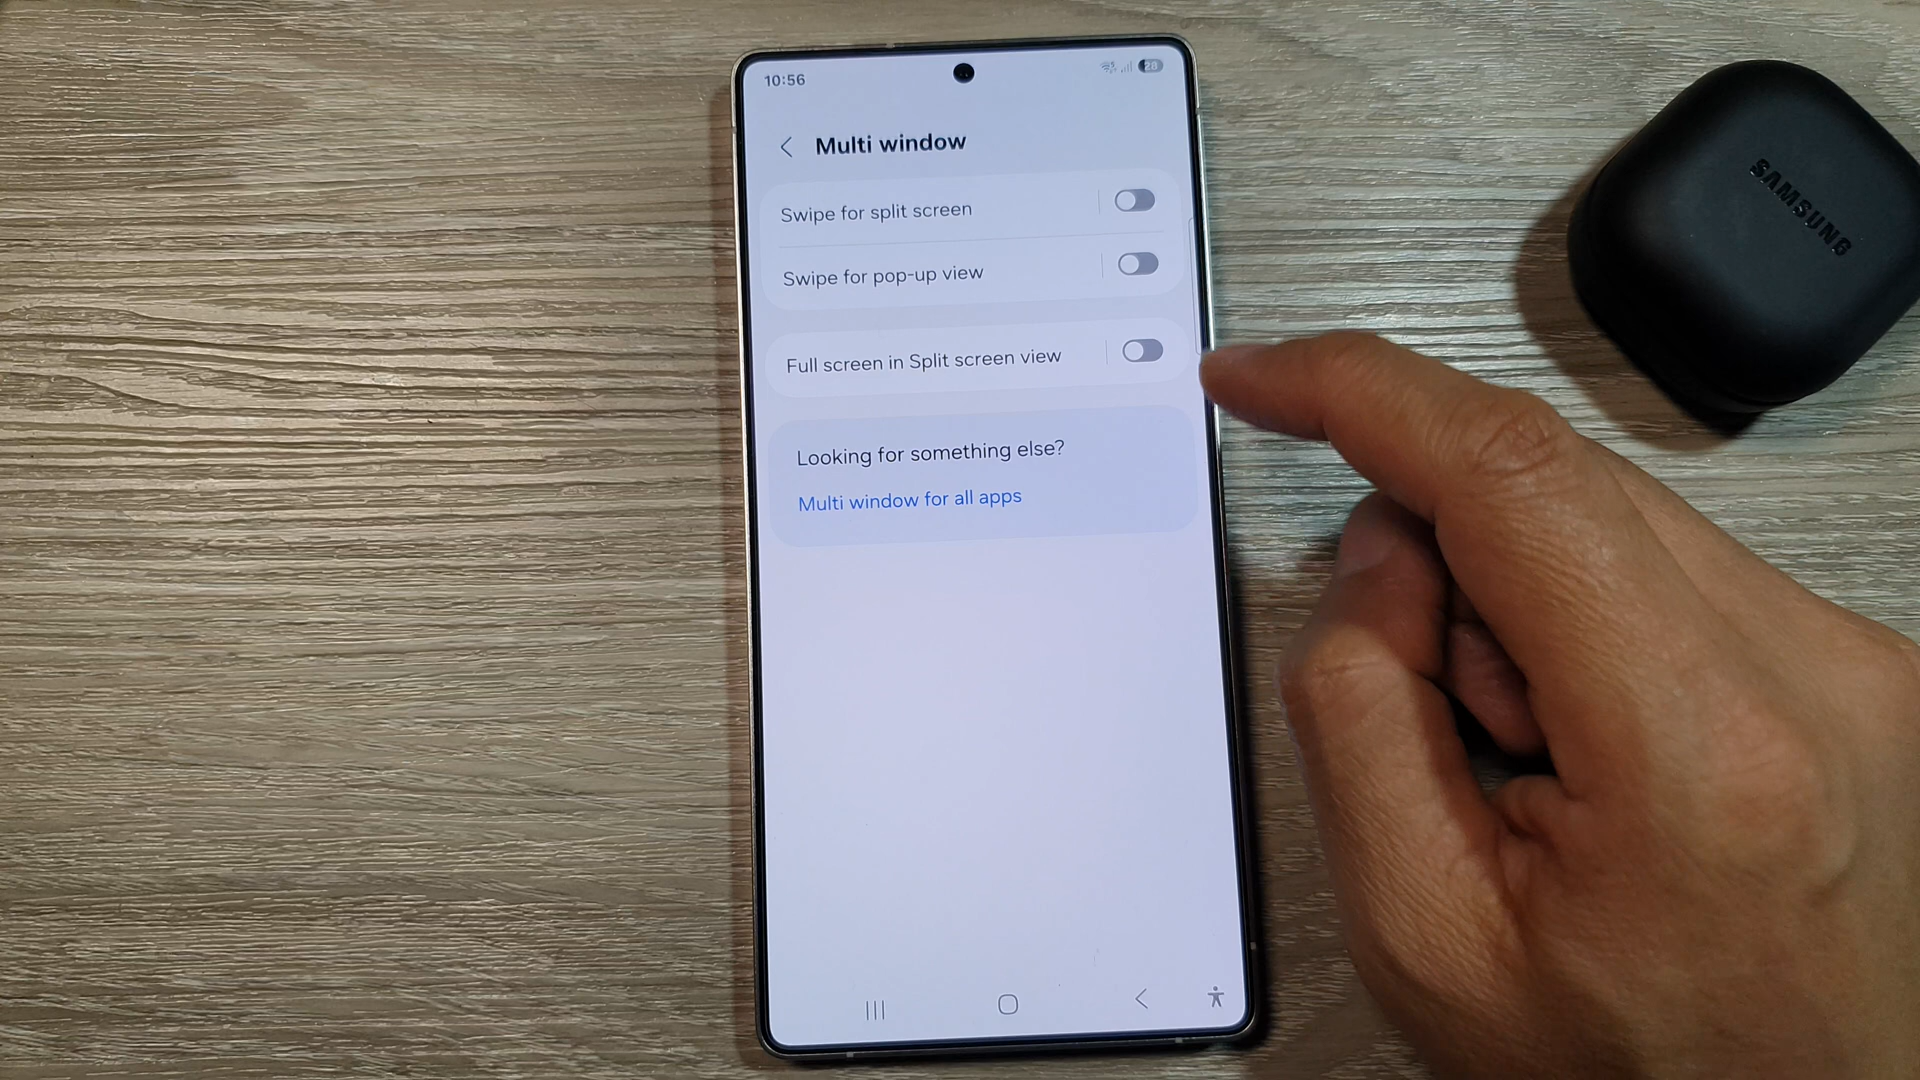 10:56
28
Multi window
Swipe for split screen
Swipe for pop-up view
Full screen in Split screen view
Looking for something else?
Multi window for all apps
SAMSUNG